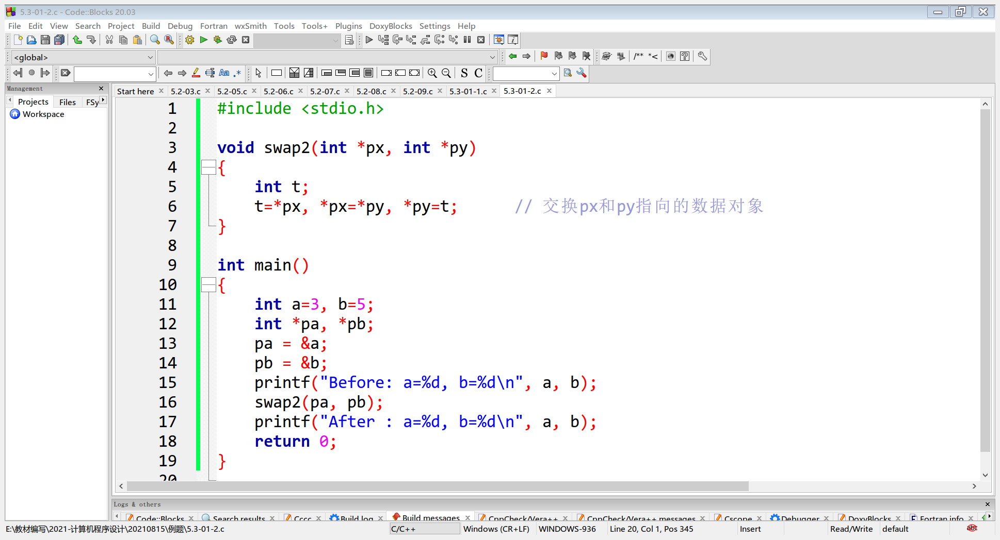 5.3-01-2.c - Code::Blocks 20.03
File Edit View Search Project Build Debug Fortran wxSmith Tools Tools+ Plugins DoxyBlocks Settings Help
<global>
/** *<
Aa .*
S C
Management
Projects Files FSy
Workspace
Start here 5.2-03.c 5.2-05.c 5.2-06.c 5.2-07.c 5.2-08.c 5.2-09.c 5.3-01-1.c 5.3-01-2.c
1 #include <stdio.h>
2
3 void swap2(int *px, int *py)
4 {
5 int t;
6 t=*px, *px=*py, *py=t; // 交换px和py指向的数据对象
7 }
8
9 int main()
10 {
11 int a=3, b=5;
12 int *pa, *pb;
13 pa = &a;
14 pb = &b;
15 printf("Before: a=%d, b=%d\n", a, b);
16 swap2(pa, pb);
17 printf("After : a=%d, b=%d\n", a, b);
18 return 0;
19 }
20
Logs & others
Code::Blocks Search results Cccc Build log Build messages CppCheck/Vera++ CppCheck/Vera++ messages Cscope Debugger DoxyBlocks Fortran info
E:\教材编写\2021-计算机程序设计\20210815\例题\5.3-01-2.c C/C++ Windows (CR+LF) WINDOWS-936 Line 20, Col 1, Pos 345 Insert Read/Write default abc